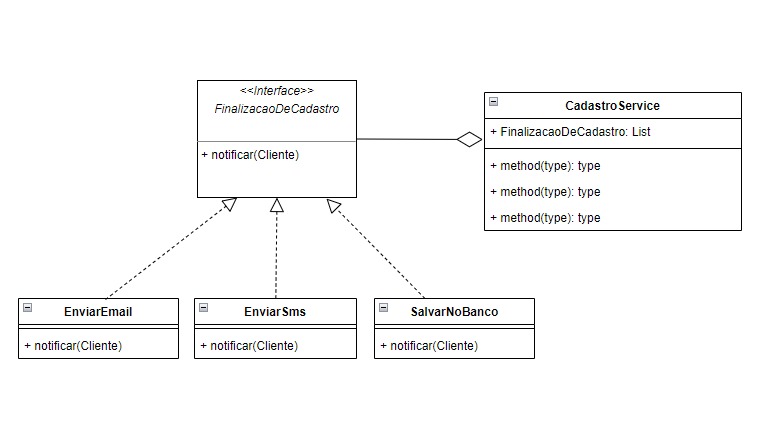 <<Interface>>
FinalizacaoDeCadastro
+ notificar(Cliente)
CadastroService
+ FinalizacaoDeCadastro: List
+ method(type): type
+ method(type): type
+ method(type): type
EnviarEmail
+ notificar(Cliente)
EnviarSms
+ notificar(Cliente)
SalvarNoBanco
+ notificar(Cliente)